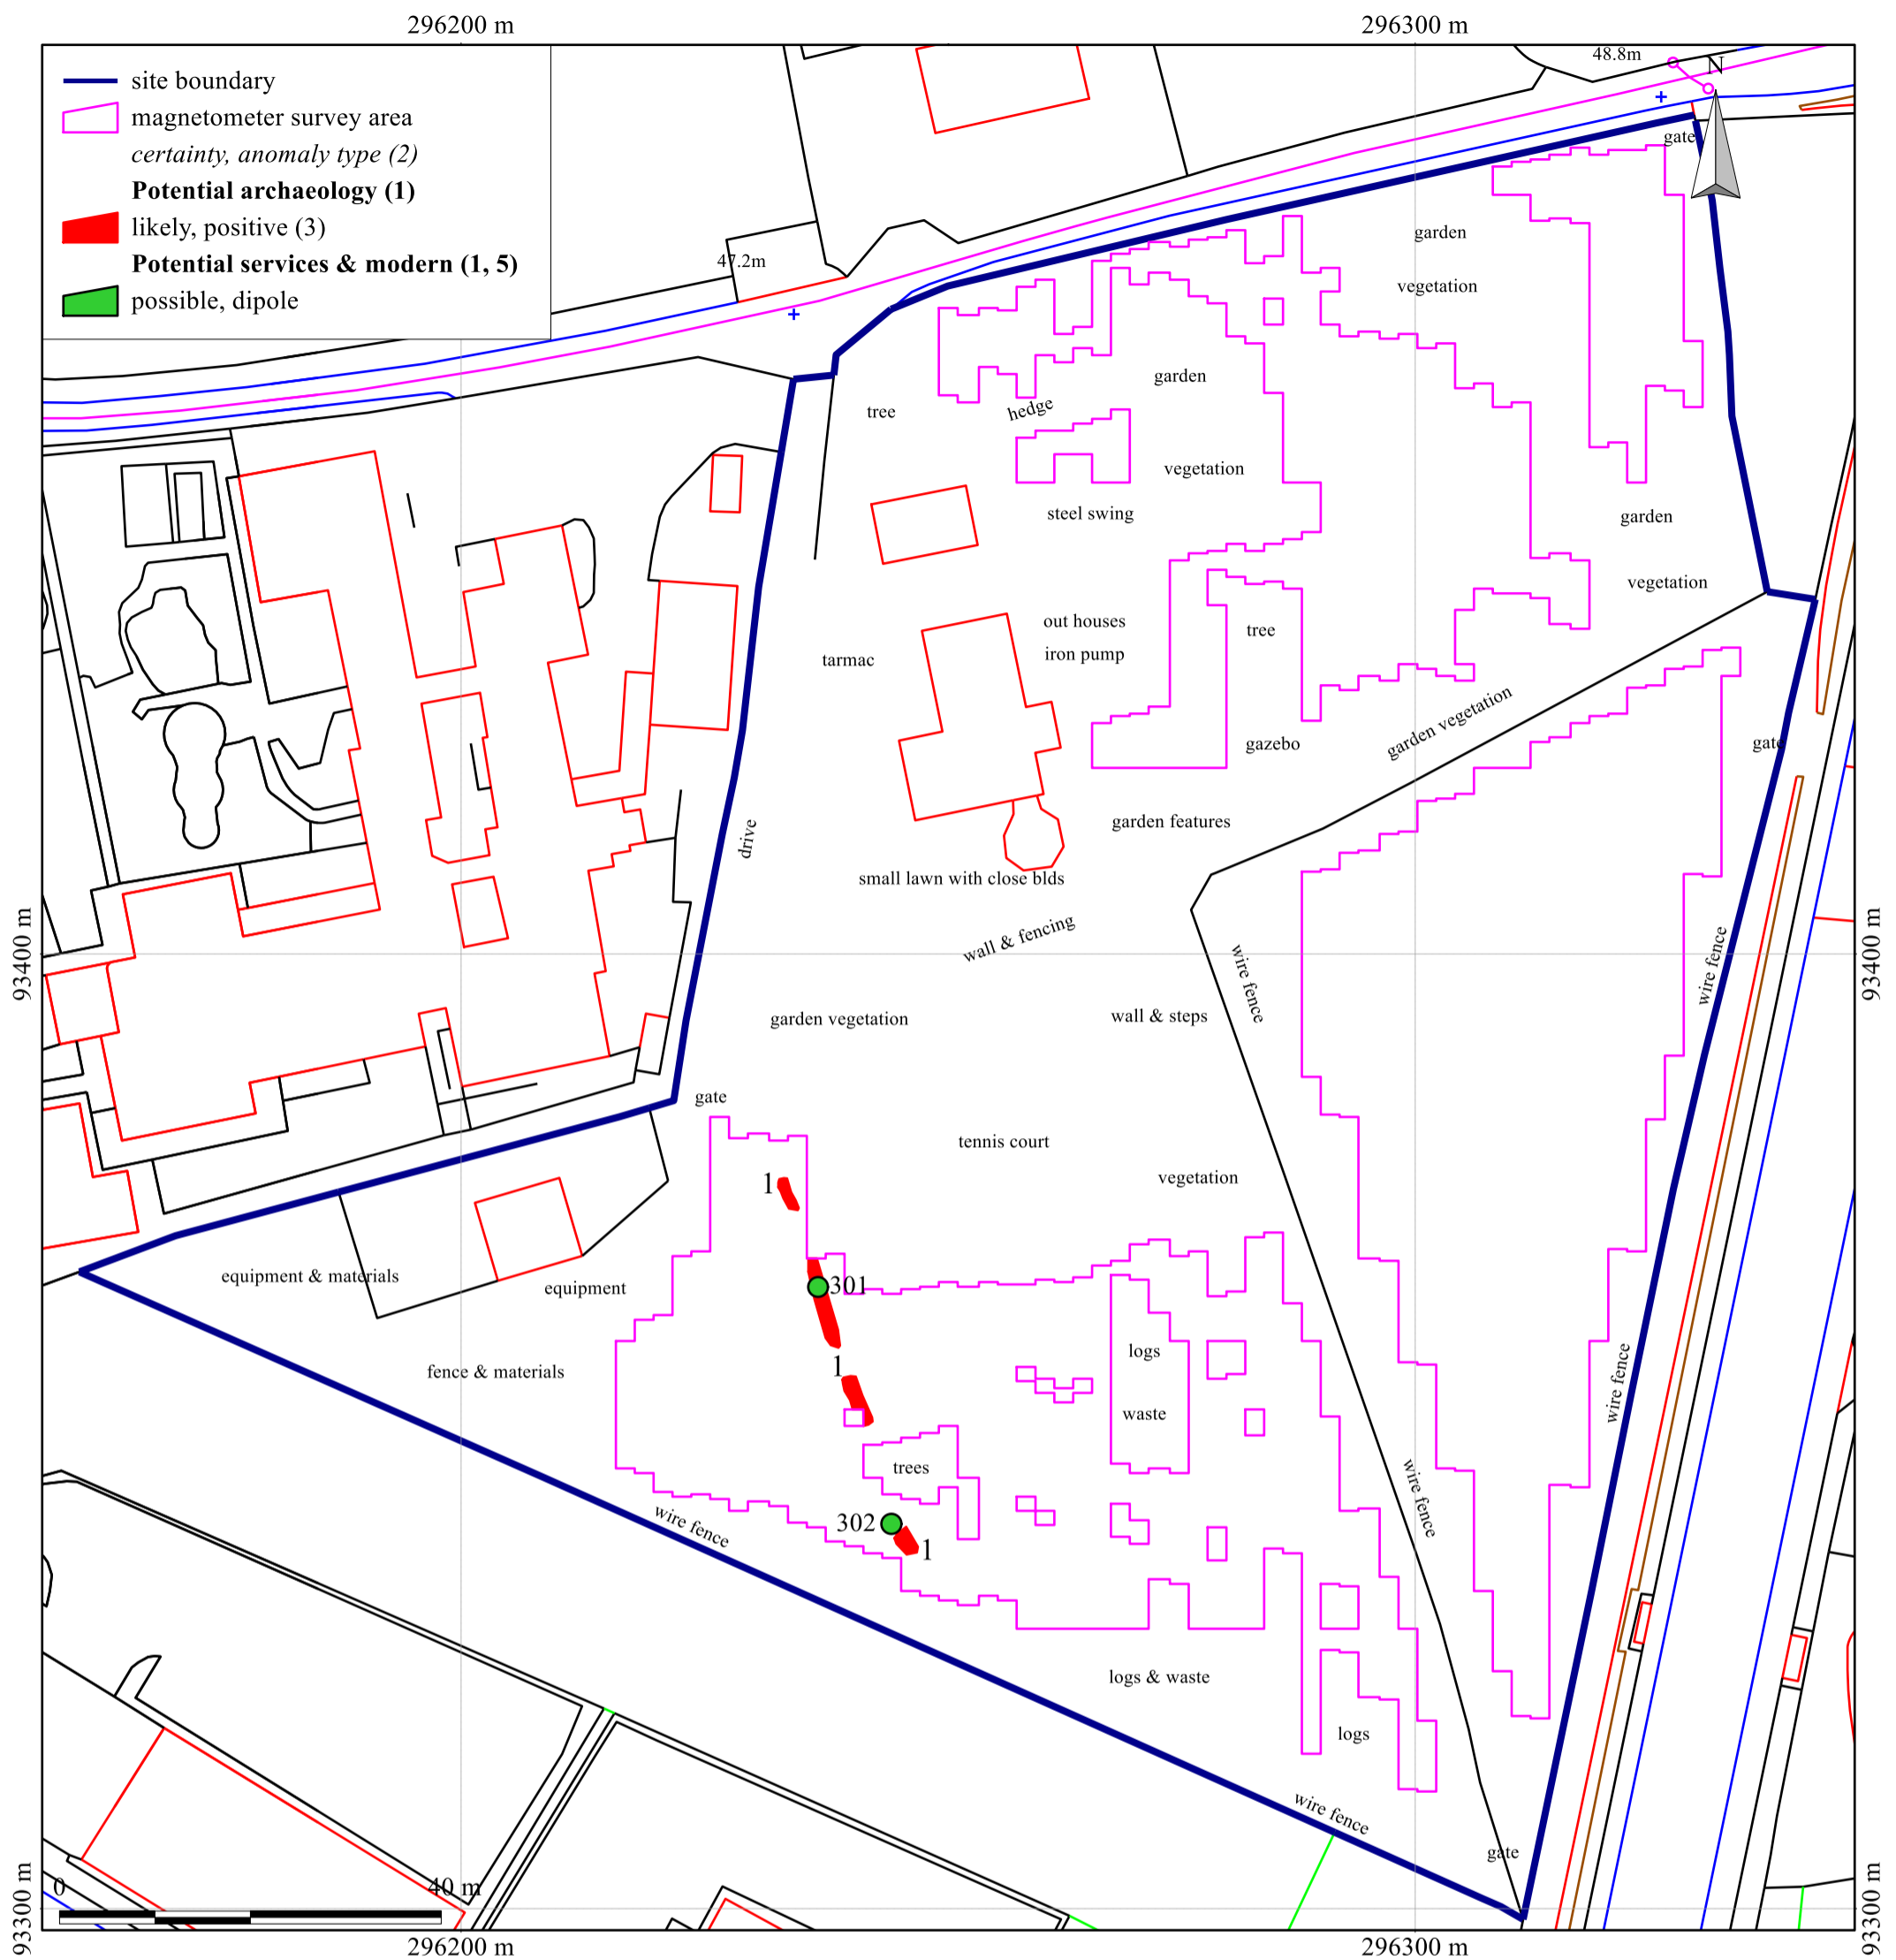 296200 m
296300 m
site boundary
magnetometer survey area
certainty, anomaly type (2)
Potential archaeology (1)
likely, positive (3)
Potential services & modern (1, 5)
possible, dipole
48.8m
N
gate
47.2m
garden
vegetation
garden
tree
hedge
vegetation
steel swing
garden
vegetation
out houses
iron pump
tree
tarmac
garden vegetation
gazebo
gate
drive
garden features
small lawn with close blds
wall & fencing
wire fence
wire fence
93400 m
93400 m
garden vegetation
wall & steps
gate
tennis court
vegetation
1
equipment & materials
equipment
301
fence & materials
1
logs
wire fence
waste
trees
wire fence
wire fence
302
1
logs & waste
logs
wire fence
gate
0
40 m
93300 m
93300 m
296200 m
296300 m